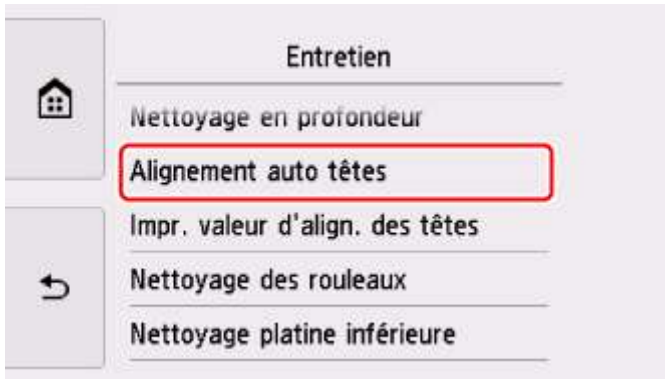 Entretien
Nettoyage en profondeur
Alignement auto têtes
Impr. valeur d'align. des têtes
Nettoyage des rouleaux
Nettoyage platine inférieure